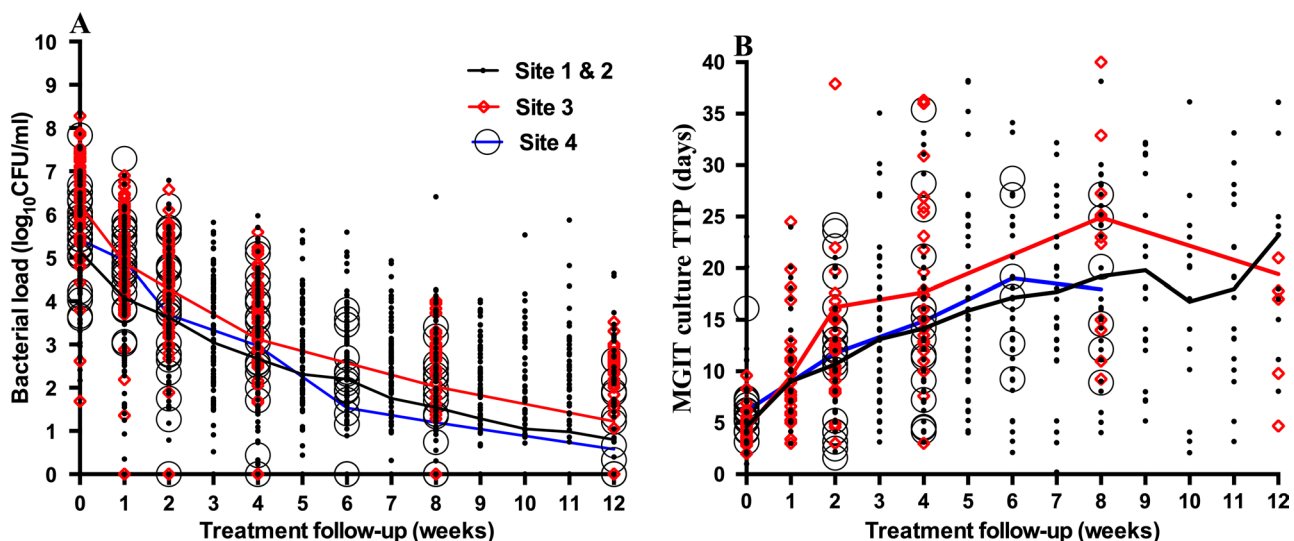 A
Bacterial load (log10CFU/ml)
10
9
8
7
6
5
4
3
2
1
0
0 1 2 3 4 5 6 7 8 9 10 11 12
Treatment follow-up (weeks)
Site 1 & 2
Site 3
Site 4
B
MGIT culture TTP (days)
40
35
30
25
20
15
10
5
0
0 1 2 3 4 5 6 7 8 9 10 11 12
Treatment follow-up (weeks)